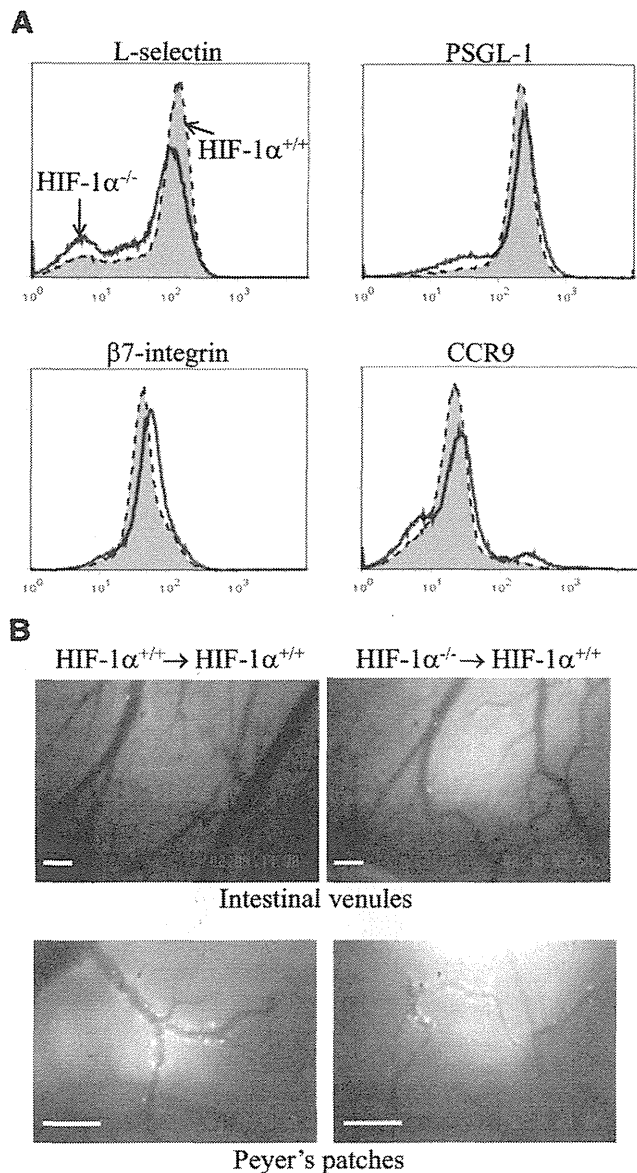 A
L-selectin
PSGL-1
HIF-1α+/+
HIF-1α-/-
10⁰ 10¹ 10² 10³
10⁰ 10¹ 10² 10³
β7-integrin
CCR9
10⁰ 10¹ 10² 10³
10⁰ 10¹ 10² 10³
B
HIF-1α+/+ → HIF-1α+/+
HIF-1α-/- → HIF-1α+/+
Intestinal venules
Peyer's patches